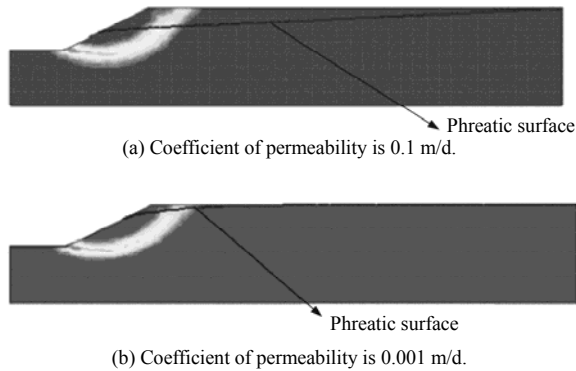 Phreatic surface
(a) Coefficient of permeability is 0.1 m/d.
Phreatic surface
(b) Coefficient of permeability is 0.001 m/d.